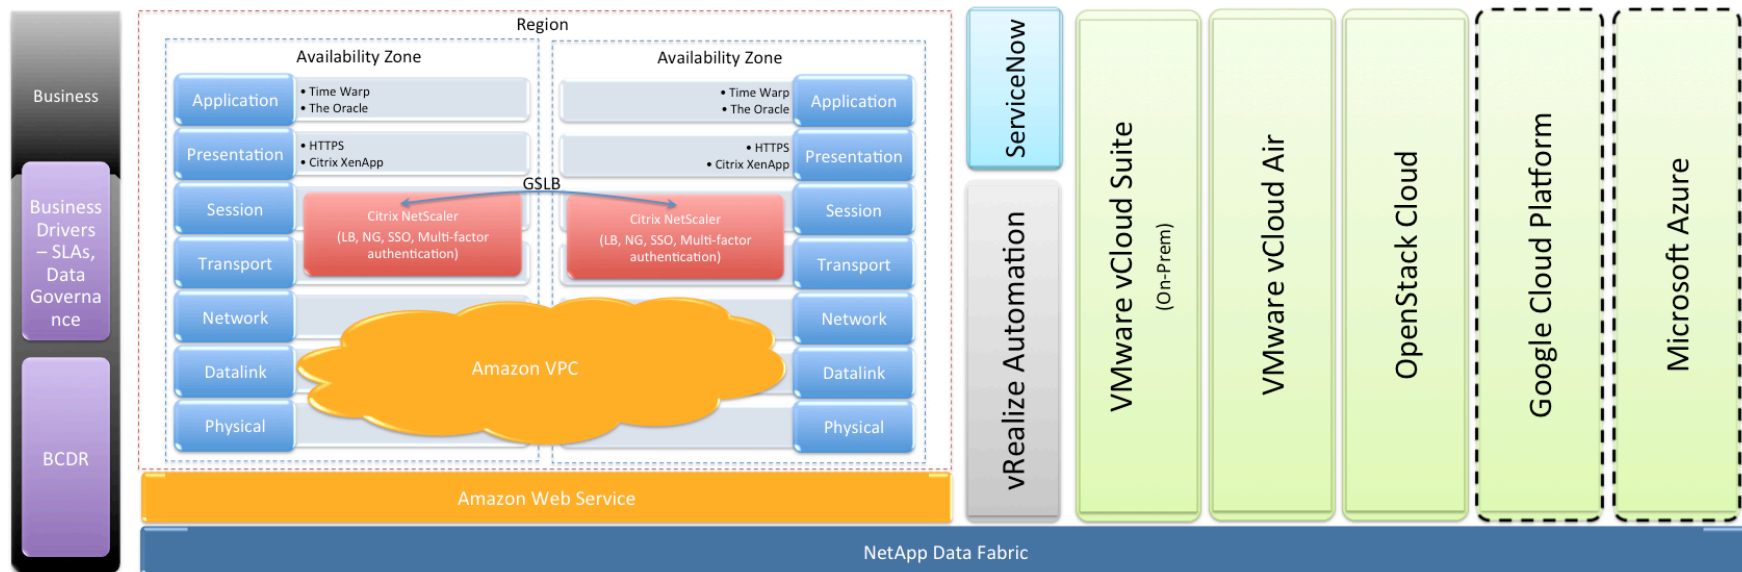 Business
Business
Drivers
– SLAs,
Data
Governa
nce
BCDR
Region
Availability Zone
Application
• Time Warp
• The Oracle
Presentation
• HTTPS
• Citrix XenApp
Session
Transport
Network
Datalink
Physical
Citrix NetScaler
(LB, NG, SSO, Multi-factor
authentication)
GSLB
Availability Zone
• Time Warp
• The Oracle
Application
• HTTPS
• Citrix XenApp
Presentation
Citrix NetScaler
(LB, NG, SSO, Multi-factor
authentication)
Session
Transport
Network
Datalink
Physical
Amazon VPC
Amazon Web Service
ServiceNow
vRealize Automation
VMware vCloud Suite
(On-Prem)
VMware vCloud Air
OpenStack Cloud
Google Cloud Platform
Microsoft Azure
NetApp Data Fabric